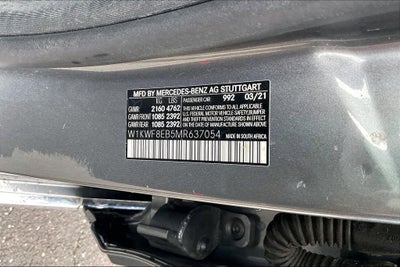 MFD BY MERCEDES-BENZ AG STUTTGART
KG LBS PASSENGER CAR 992 03/21
GVWR 2160 4762
GAWR FRONT 1085 2392
GAWR REAR 1085 2392
THIS VEHICLE CONFORMS TO ALL APPLICABLE
U.S. FEDERAL MOTOR VEHICLE SAFETY, BUMPER
AND THEFT PREVENTION STANDARDS IN EFFECT
ON THE DATE OF MANUFACTURE SHOWN ABOVE.
W1KWF8EB5MR637054 MADE IN SOUTH AFRICA